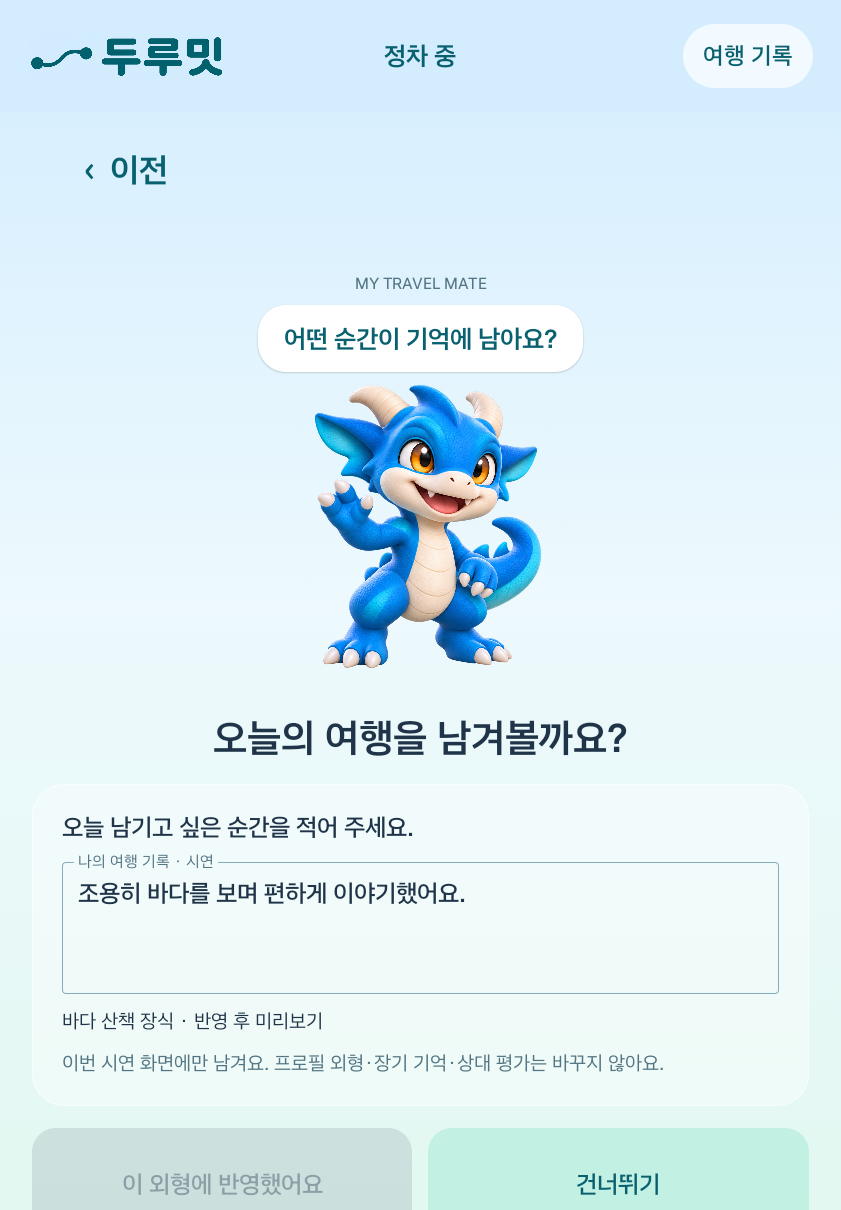 두루밋
정차 중
여행 기록
‹ 이전
MY TRAVEL MATE
어떤 순간이 기억에 남아요?
오늘의 여행을 남겨볼까요?
오늘 남기고 싶은 순간을 적어 주세요.
나의 여행 기록 · 시연
조용히 바다를 보며 편하게 이야기했어요.
바다 산책 장식 · 반영 후 미리보기
이번 시연 화면에만 남겨요. 프로필 외형·장기 기억·상대 평가는 바꾸지 않아요.
이 외형에 반영했어요
건너뛰기